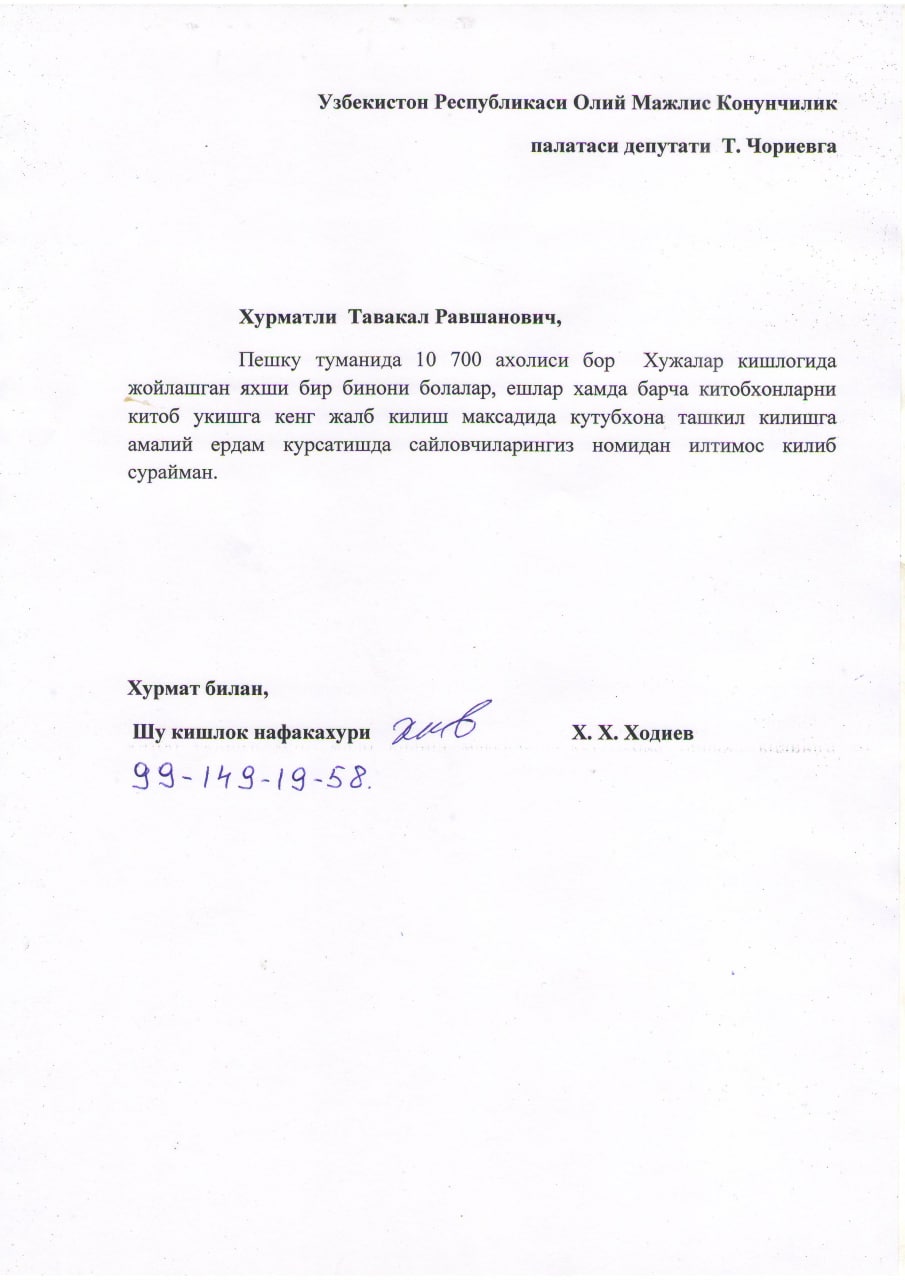 Узбекистон Республикаси Олий Мажлис Конунчилик
палатаси депутати Т. Чориевга
Хурматли Тавакал Равшанович,
Пешку туманида 10 700 ахолиси бор Хужалар кишлогида
жойлашган яхши бир бинони болалар, ешлар хамда барча китобхонларни
китоб укишга кенг жалб килиш максадида кутубхона ташкил килишга
амалий ердам курсатишда сайловчиларингиз номидан илтимос килиб
сурайман.
Хурмат билан,
Шу кишлок нафакахури Х. Х. Ходиев
99-149-19-58.